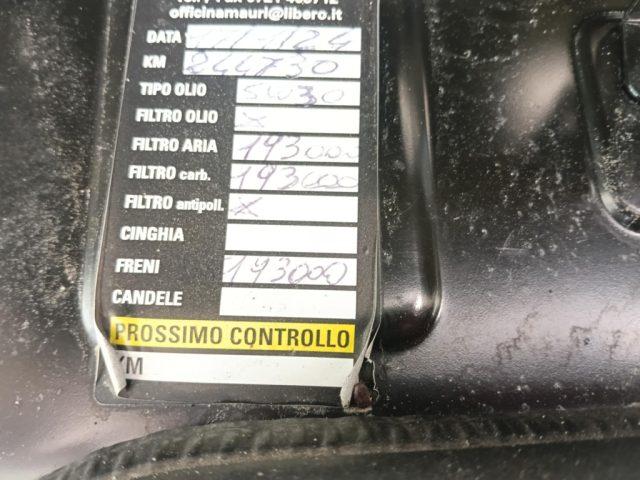 officinamauri@libero.it
DATA
KM 244730
TIPO OLIO 5W30
FILTRO OLIO X
FILTRO ARIA 193000
FILTRO carb. 193000
FILTRO antipoll. X
CINGHIA
FRENI 193000
CANDELE
PROSSIMO CONTROLLO
KM